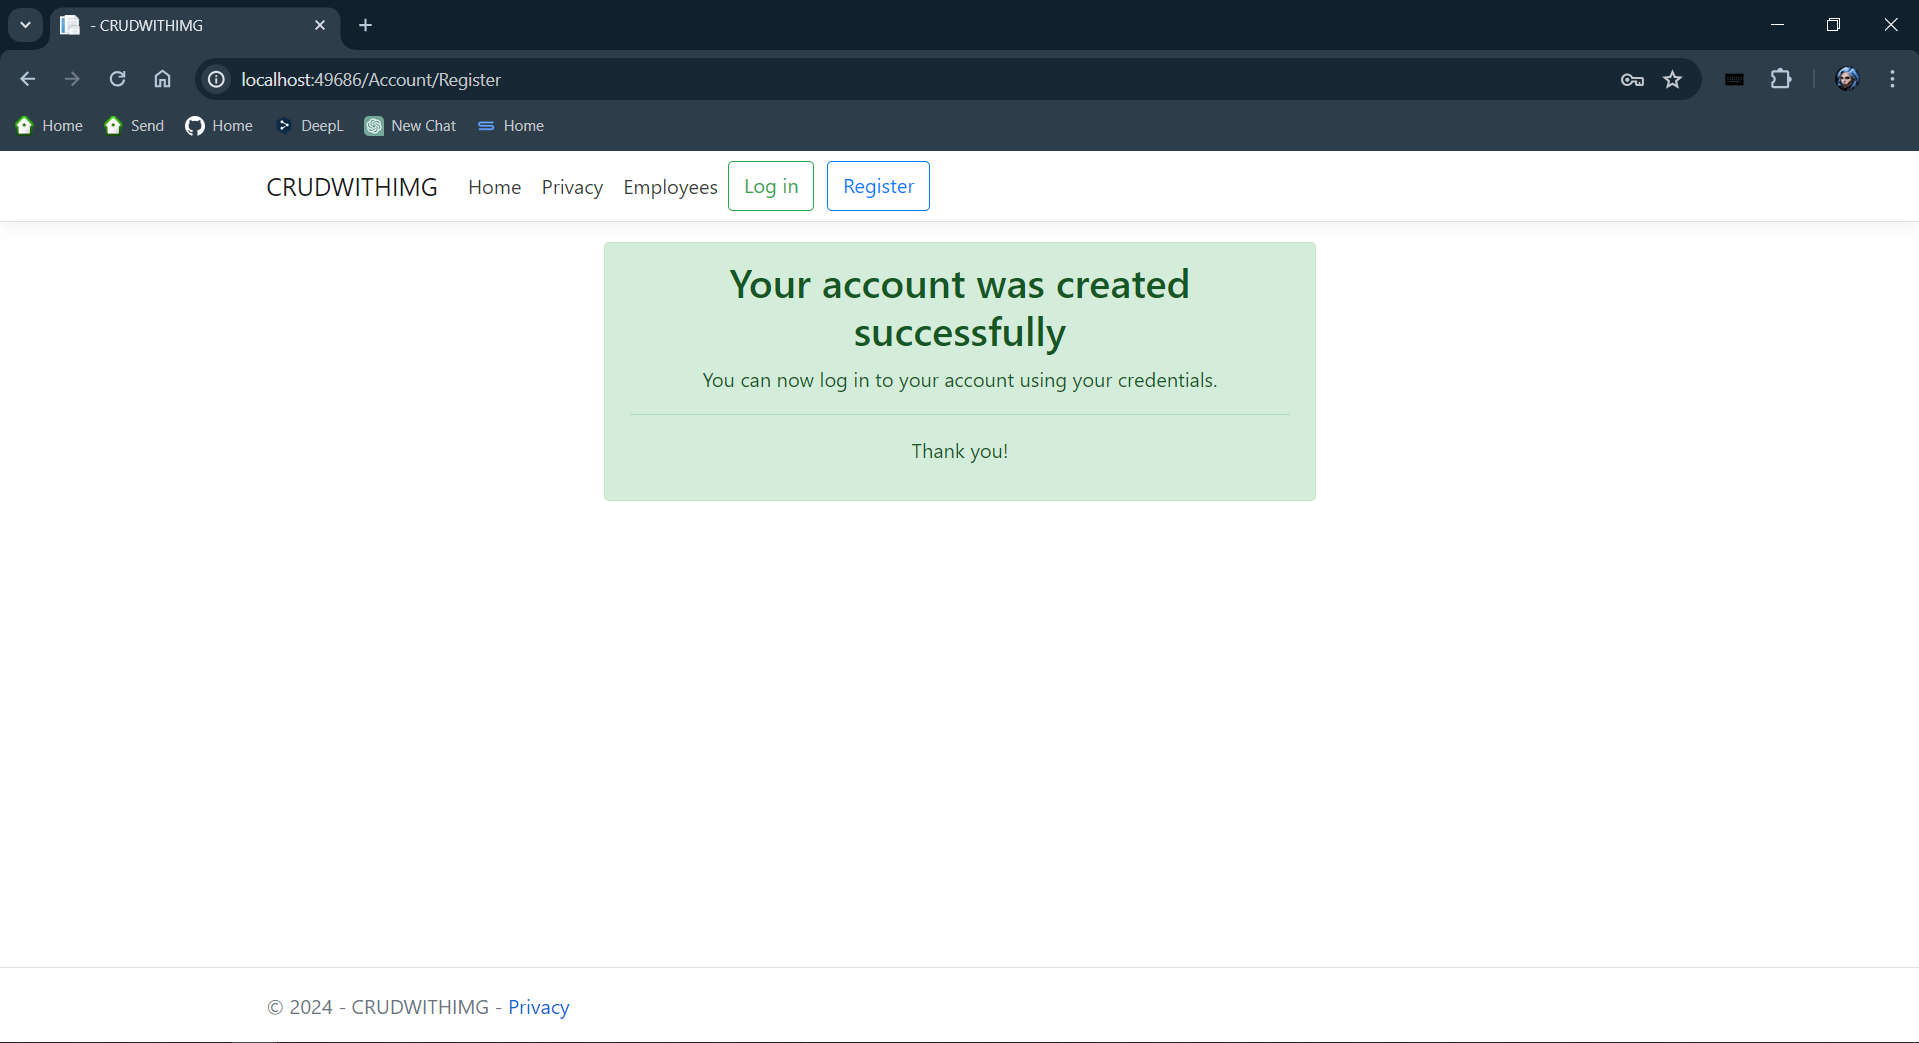 - CRUDWITHIMG
localhost:49686/Account/Register
Home Send Home DeepL New Chat Home
CRUDWITHIMG Home Privacy Employees Log in Register
Your account was created
successfully
You can now log in to your account using your credentials.
Thank you!
© 2024 - CRUDWITHIMG - Privacy